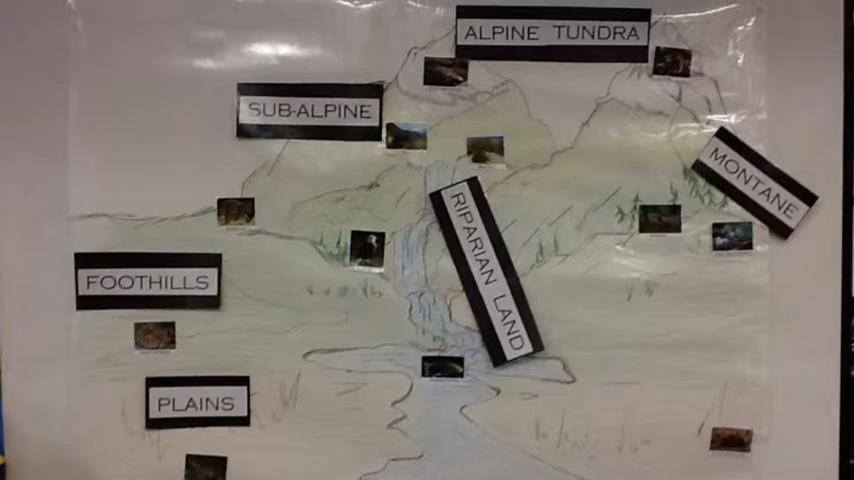 ALPINE TUNDRA
SUB-ALPINE
MONTANE
RIPARIAN LAND
FOOTHILLS
PLAINS